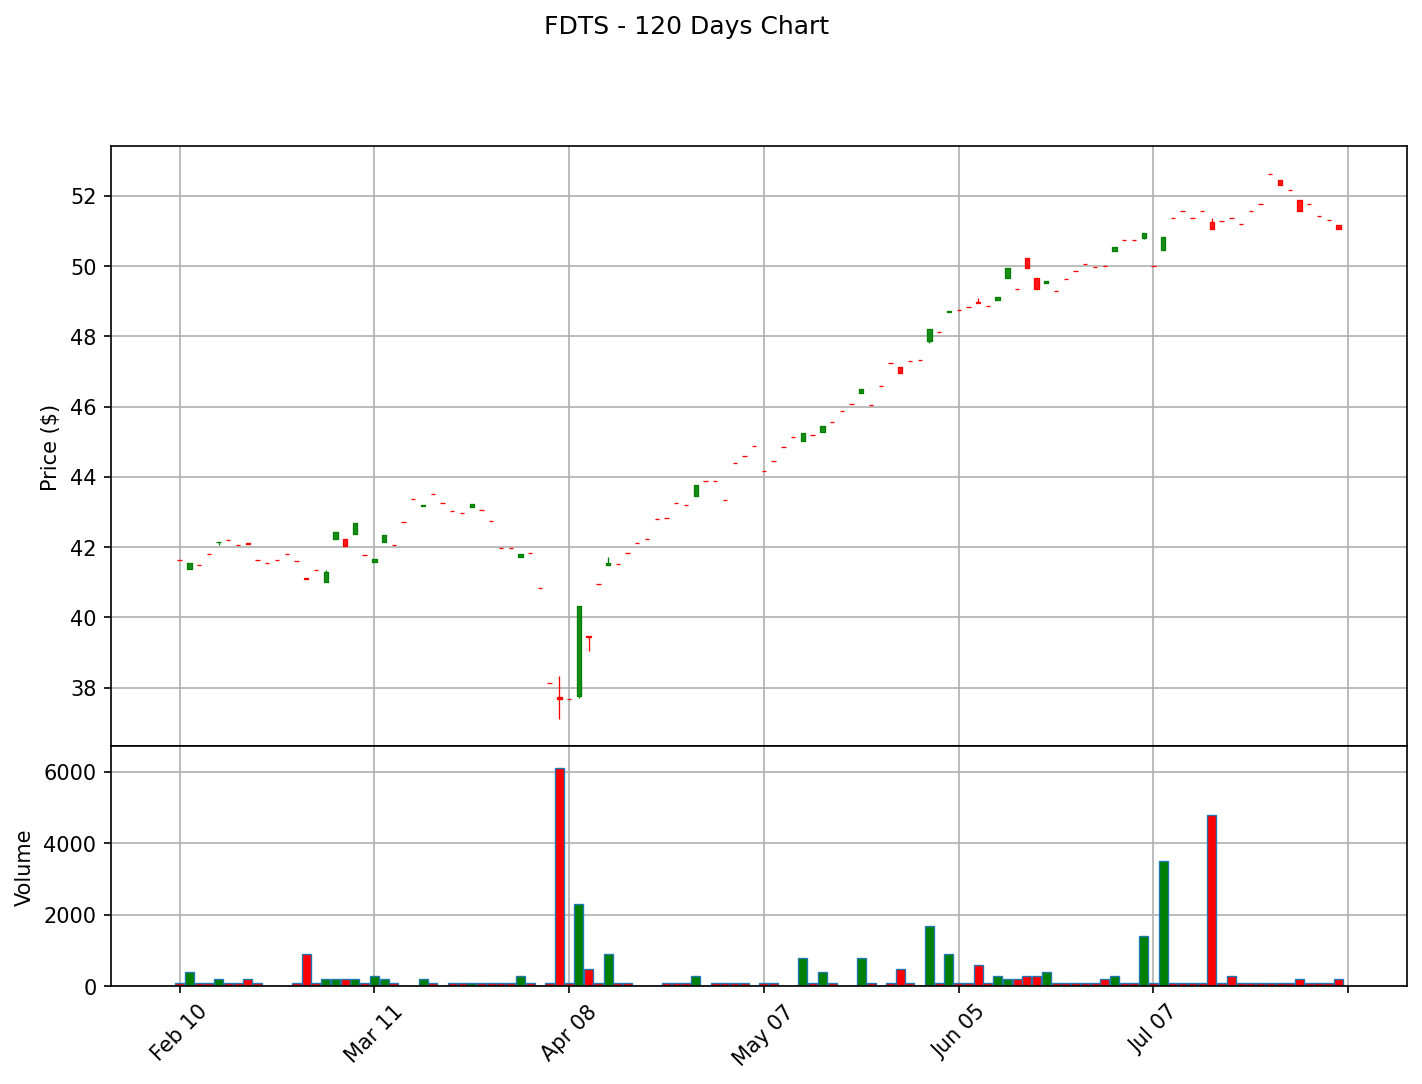 FDTS - 120 Days Chart
Price ($)
52
50
48
46
44
42
40
38
Volume
6000
4000
2000
0
Feb 10
Mar 11
Apr 08
May 07
Jun 05
Jul 07